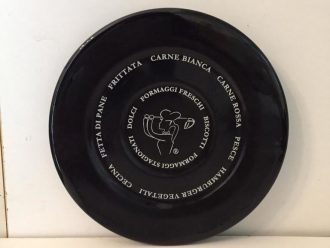 FRITTATA CARNE BIANCA CARNE ROSSA PESCE HAMBURGER VEGETALI CECINA FETTA DI PANE
FORMAGGI FRESCHI BISCOTTI FORMAGGI STAGIONATI DOLCI
®